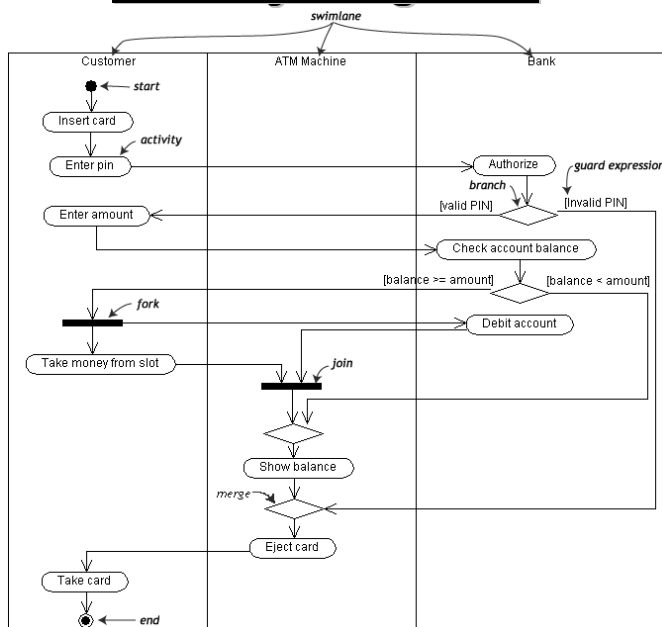 swimlane
Customer
ATM Machine
Bank
start
Insert card
activity
Enter pin
Authorize
guard expression
branch
[valid PIN]
[Invalid PIN]
Enter amount
Check account balance
[balance >= amount]
[balance < amount]
fork
Debit account
Take money from slot
join
Show balance
merge
Eject card
Take card
end